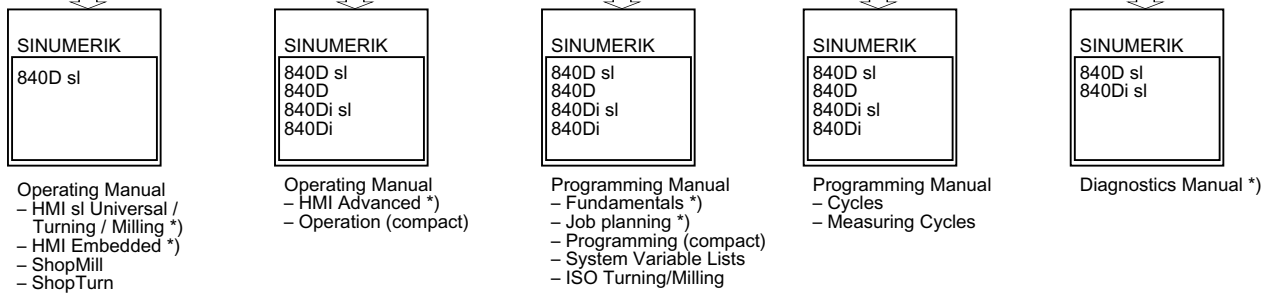 SINUMERIK
840D sl
Operating Manual
– HMI sl Universal /
Turning / Milling *)
– HMI Embedded *)
– ShopMill
– ShopTurn
SINUMERIK
840D sl
840D
840Di sl
840Di
Operating Manual
– HMI Advanced *)
– Operation (compact)
SINUMERIK
840D sl
840D
840Di sl
840Di
Programming Manual
– Fundamentals *)
– Job planning *)
– Programming (compact)
– System Variable Lists
– ISO Turning/Milling
SINUMERIK
840D sl
840D
840Di sl
840Di
Programming Manual
– Cycles
– Measuring Cycles
SINUMERIK
840D sl
840Di sl
Diagnostics Manual *)